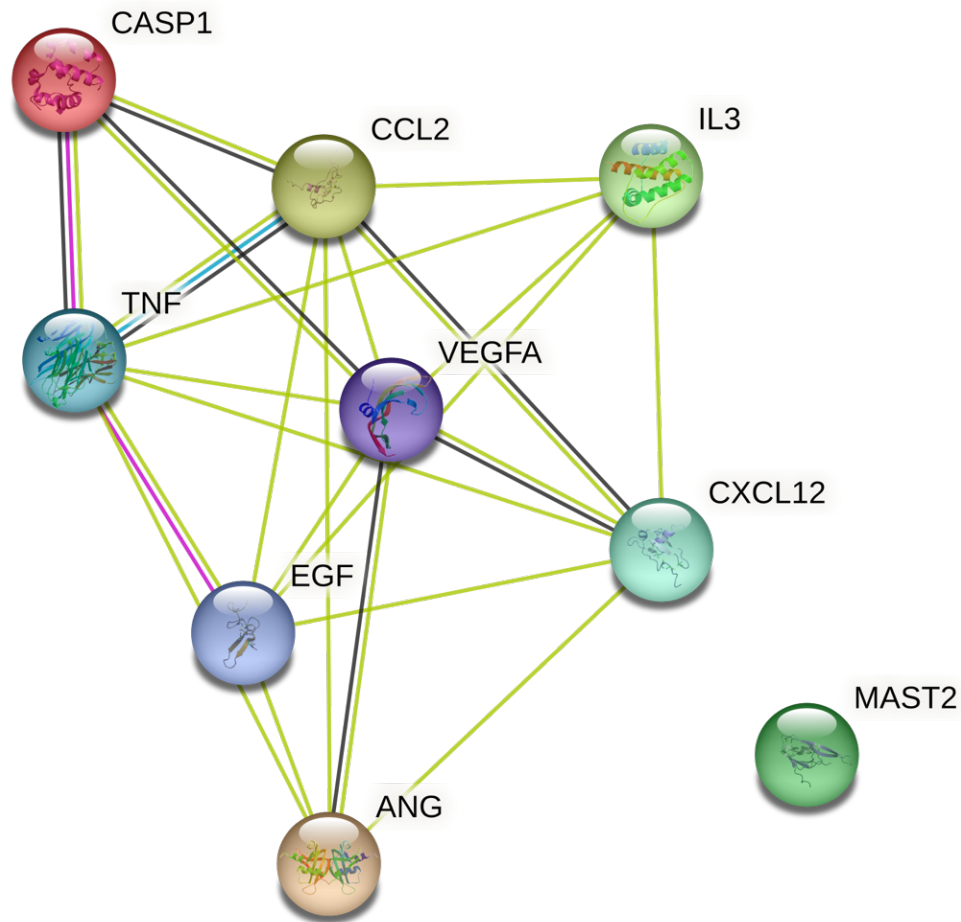 CASP1
CCL2
IL3
TNF
VEGFA
CXCL12
EGF
MAST2
ANG